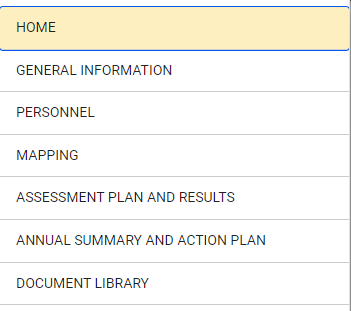 HOME
GENERAL INFORMATION
PERSONNEL
MAPPING
ASSESSMENT PLAN AND RESULTS
ANNUAL SUMMARY AND ACTION PLAN
DOCUMENT LIBRARY